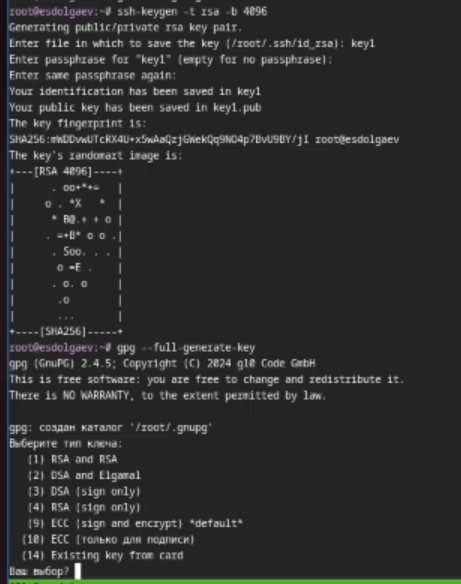 root@esdolgaev:~# ssh-keygen -t rsa -b 4096
Generating public/private rsa key pair.
Enter file in which to save the key (/root/.ssh/id_rsa): key1
Enter passphrase for "key1" (empty for no passphrase):
Enter same passphrase again:
Your identification has been saved in key1
Your public key has been saved in key1.pub
The key fingerprint is:
SHA256:mWDDvwUTcRX4U+x5wAaQzjGWekQq9NO4p7BvU9BY/jI root@esdolgaev
The key's randomart image is:
+---[RSA 4096]----+
|     . oo+*+=   |
|    o . *X   *  |
|     * B@.+ + o |
|    . =+B* o o .|
|      . Soo. . . |
|      o =E .    |
|     . o. o     |
|      .o        |
|      ...       |
+----[SHA256]-----+
root@esdolgaev:~# gpg --full-generate-key
gpg (GnuPG) 2.4.5; Copyright (C) 2024 g10 Code GmbH
This is free software: you are free to change and redistribute it.
There is NO WARRANTY, to the extent permitted by law.
gpg: создан каталог '/root/.gnupg'
Выберите тип ключа:
(1) RSA and RSA
(2) DSA and Elgamal
(3) DSA (sign only)
(4) RSA (sign only)
(9) ECC (sign and encrypt) *default*
(10) ECC (только для подписи)
(14) Existing key from card
Ваш выбор?